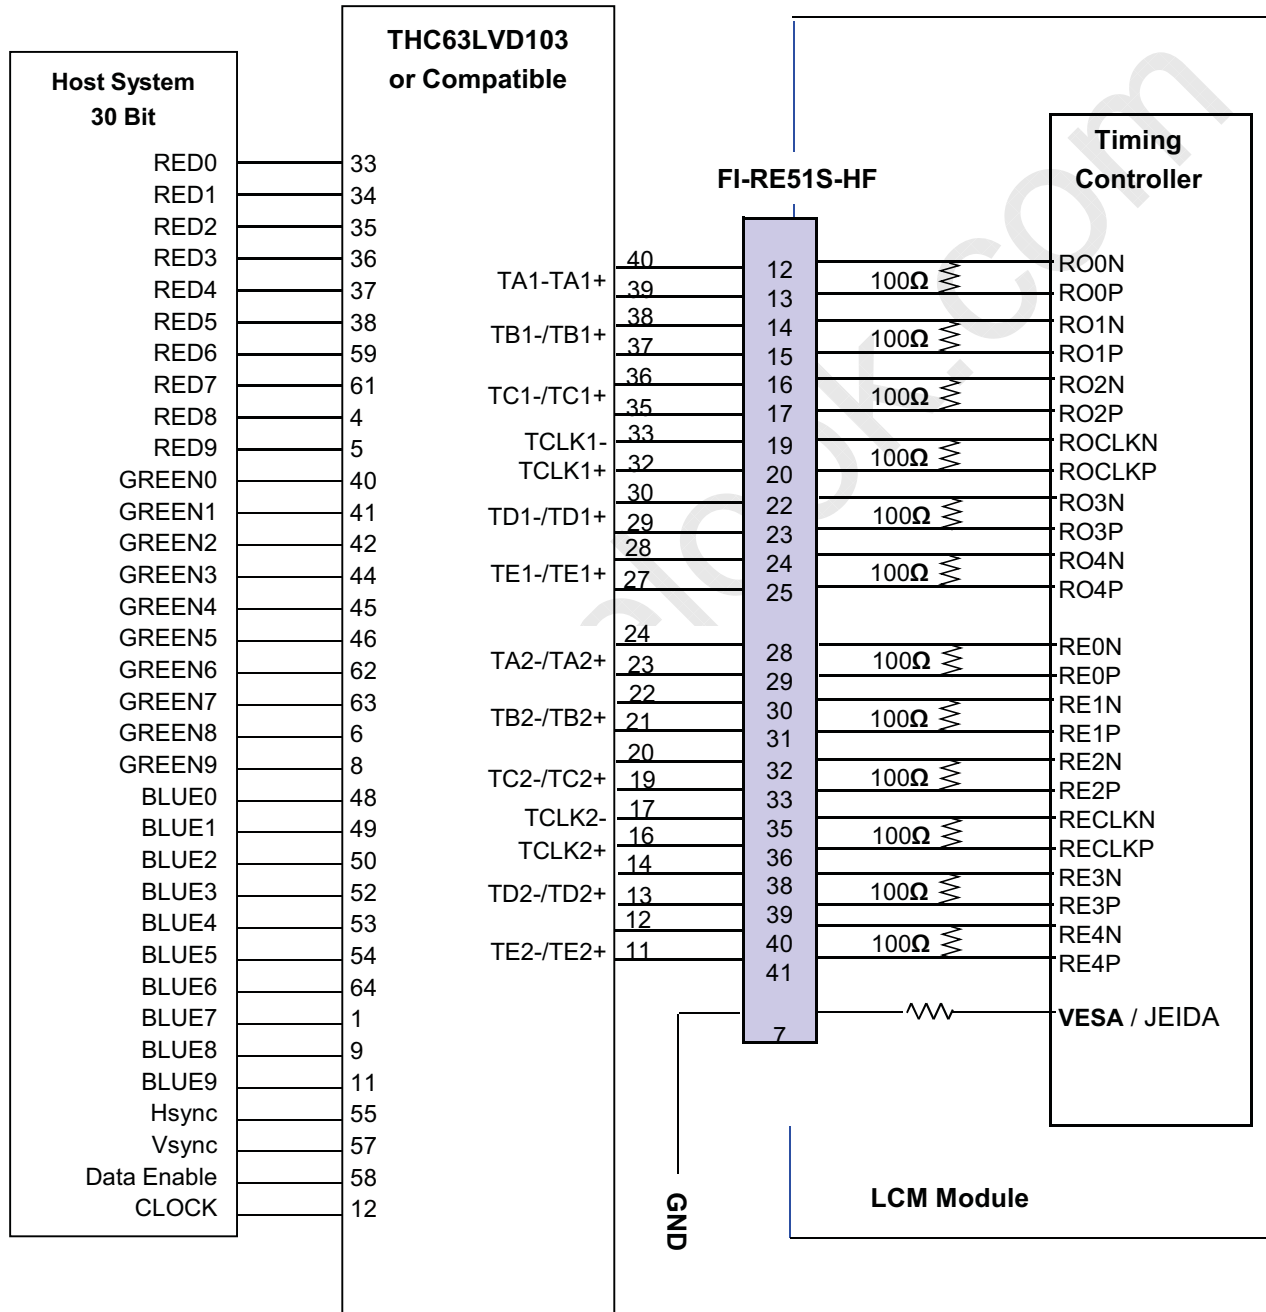 THC63LVD103
or Compatible
Host System
30 Bit
Timing
Controller
FI-RE51S-HF
RED0 33
RED1 34
RED2 35
RED3 36
RED4 37
RED5 38
RED6 59
RED7 61
RED8 4
RED9 5
GREEN0 40
GREEN1 41
GREEN2 42
GREEN3 44
GREEN4 45
GREEN5 46
GREEN6 62
GREEN7 63
GREEN8 6
GREEN9 8
BLUE0 48
BLUE1 49
BLUE2 50
BLUE3 52
BLUE4 53
BLUE5 54
BLUE6 64
BLUE7 1
BLUE8 9
BLUE9 11
Hsync 55
Vsync 57
Data Enable 58
CLOCK 12
40 12 RO0N
TA1-TA1+ 100Ω
39 13 RO0P
38 14 RO1N
TB1-/TB1+ 100Ω
37 15 RO1P
36 16 RO2N
TC1-/TC1+ 100Ω
35 17 RO2P
TCLK1- 33 19 ROCLKN
100Ω
TCLK1+ 32 20 ROCLKP
30 22 RO3N
TD1-/TD1+ 100Ω
29 23 RO3P
28 24 RO4N
TE1-/TE1+ 100Ω
27 25 RO4P
24 28 RE0N
TA2-/TA2+ 100Ω
23 29 RE0P
22 30 RE1N
TB2-/TB2+ 100Ω
21 31 RE1P
20 32 RE2N
TC2-/TC2+ 100Ω
19 33 RE2P
TCLK2- 17 35 RECLKN
100Ω
TCLK2+ 16 36 RECLKP
14 38 RE3N
TD2-/TD2+ 100Ω
13 39 RE3P
12 40 RE4N
TE2-/TE2+ 100Ω
11 41 RE4P
7 VESA / JEIDA
GND
LCM Module